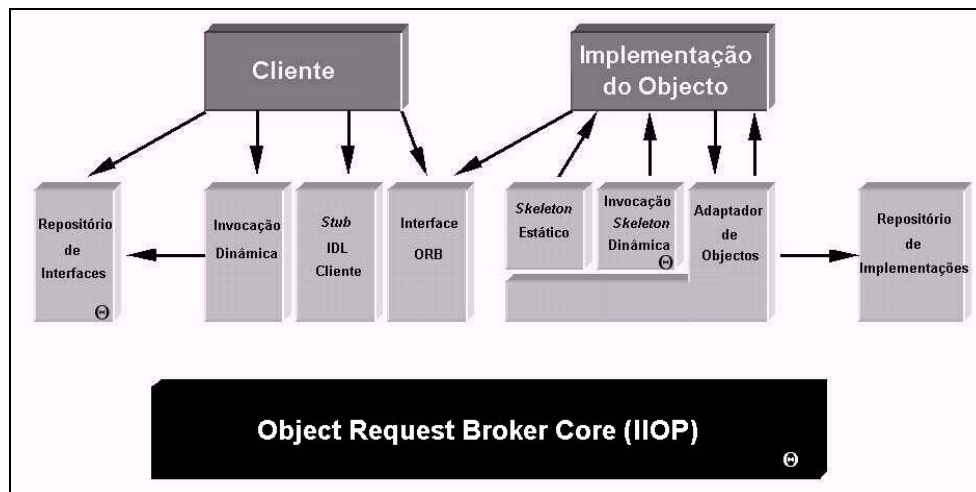 Cliente
Implementação
do Objecto
Repositório
de
Interfaces
Θ
Invocação
Dinâmica
Stub
IDL
Cliente
Interface
ORB
Skeleton
Estático
Invocação
Skeleton
Dinâmica
Θ
Adaptador
de
Objectos
Repositório
de
Implementações
Object Request Broker Core (IIOP)
Θ